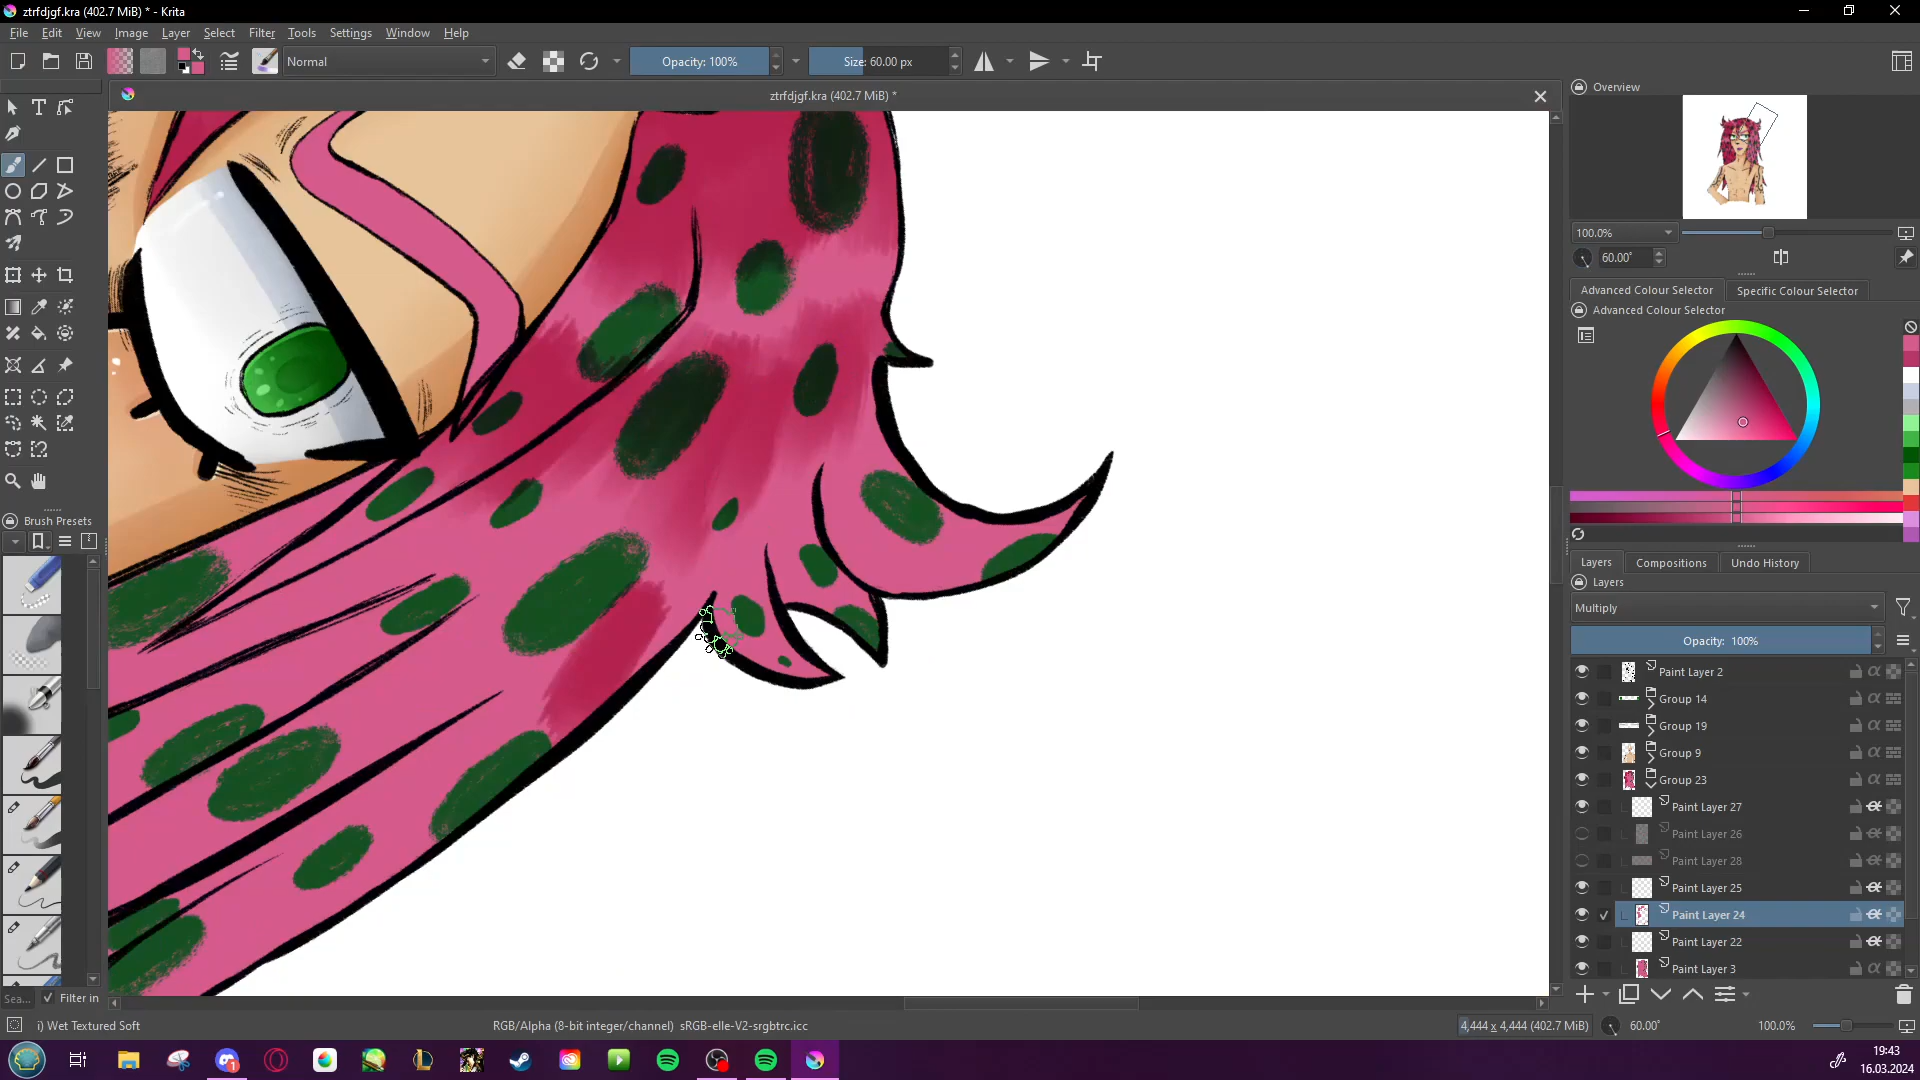 ztrfdjgf.kra (402.7 MiB) * - Krita
File Edit View Image Layer Select Filter Tools Settings Window Help
Normal
Opacity: 100%
Size: 60.00 px
ztrfdjgf.kra (402.7 MiB) *
Overview
100.0%
60.00°
Advanced Colour Selector
Specific Colour Selector
Advanced Colour Selector
Brush Presets
Layers
Compositions
Undo History
Layers
Multiply
Opacity: 100%
Paint Layer 2
Group 14
Group 19
Group 9
Group 23
Paint Layer 27
Paint Layer 26
Paint Layer 28
Paint Layer 25
Paint Layer 24
Paint Layer 22
Paint Layer 3
Sea...
Filter in
i) Wet Textured Soft
RGB/Alpha (8-bit integer/channel) sRGB-elle-V2-srgbtrc.icc
4,444 x 4,444 (402.7 MiB)
60.00°
100.0%
1
19:43
16.03.2024